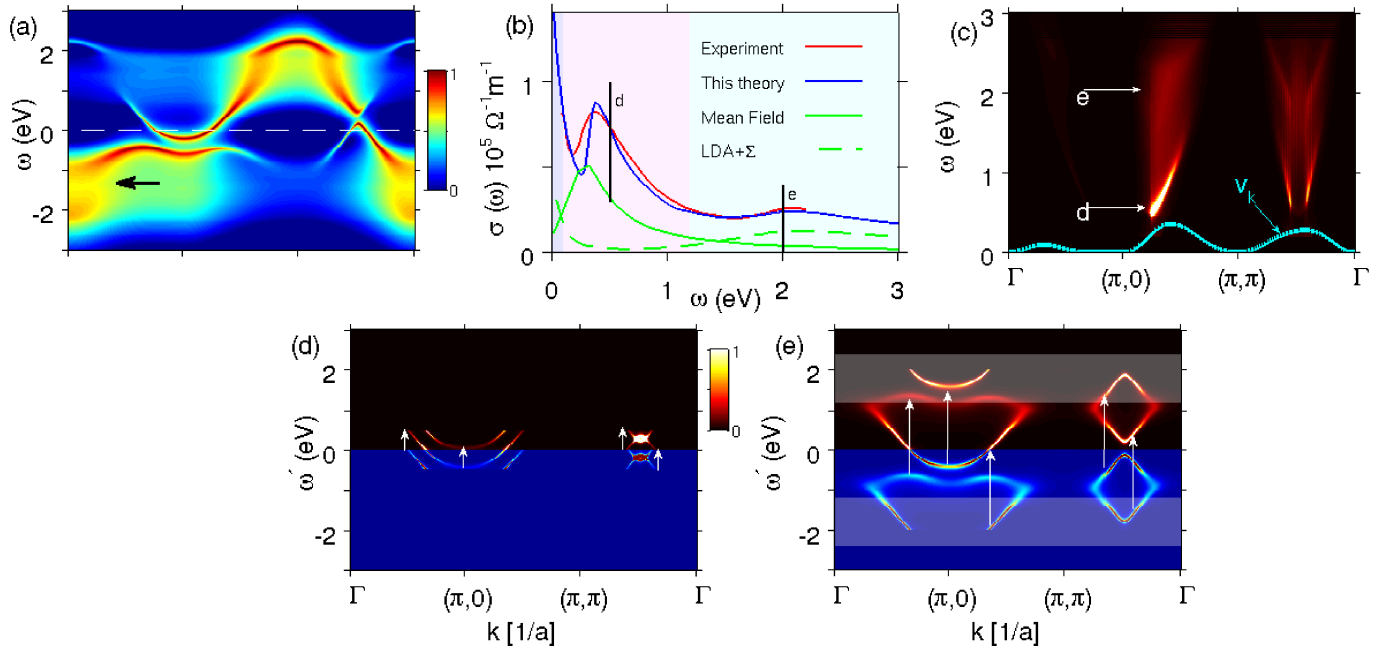 (a)
ω (eV)
2
0
-2
1
0
(b)
σ (ω) 10⁵ Ω⁻¹m⁻¹
1
0
Experiment
This theory
Mean Field
LDA+Σ
d
e
0 1 2 3
ω (eV)
(c)
ω (eV)
3
2
1
0
e
d
v_k
Γ (π,0) (π,π) Γ
(d)
ω´ (eV)
2
0
-2
1
0
Γ (π,0) (π,π) Γ
k [1/a]
(e)
ω´ (eV)
2
0
-2
Γ (π,0) (π,π) Γ
k [1/a]